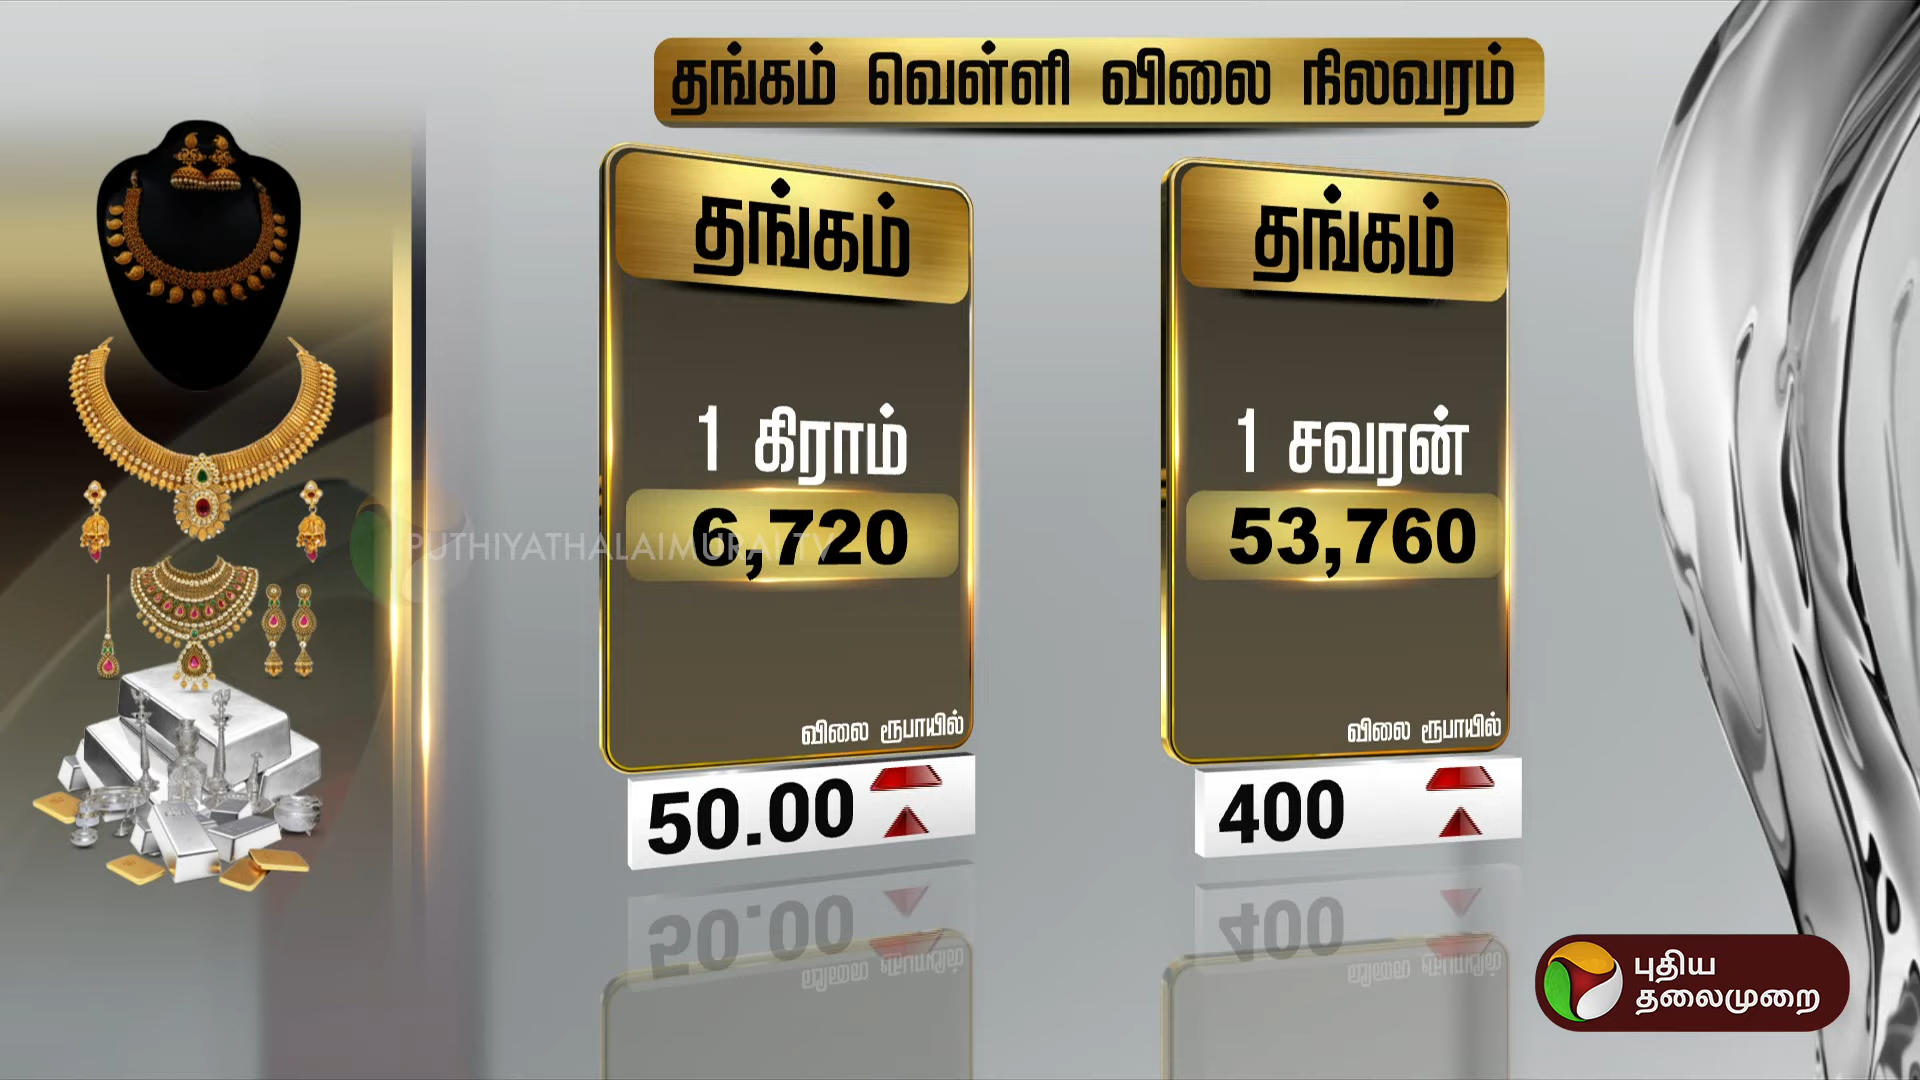 தங்கம் வெள்ளி விலை நிலவரம்
தங்கம்
1 கிராம்
6,720
விலை ரூபாயில்
50.00
தங்கம்
1 சவரன்
53,760
விலை ரூபாயில்
400
PUTHIYATHALAIMURAI TV
புதிய
தலைமுறை